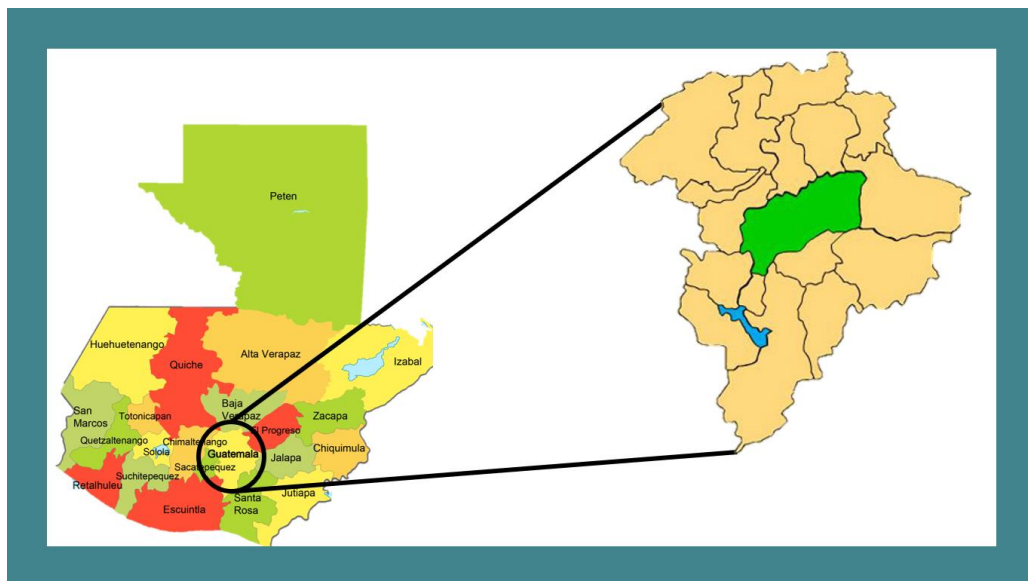 Peten
Huehuetenango
Quiche
Alta Verapaz
Izabal
San
Marcos
Totonicapan
Baja
Verapaz
El Progreso
Zacapa
Quetzaltenango
Solola
Chimaltenango
Guatemala
Jalapa
Chiquimula
Retalhuleu
Suchitepequez
Sacatepequez
Escuintla
Santa
Rosa
Jutiapa